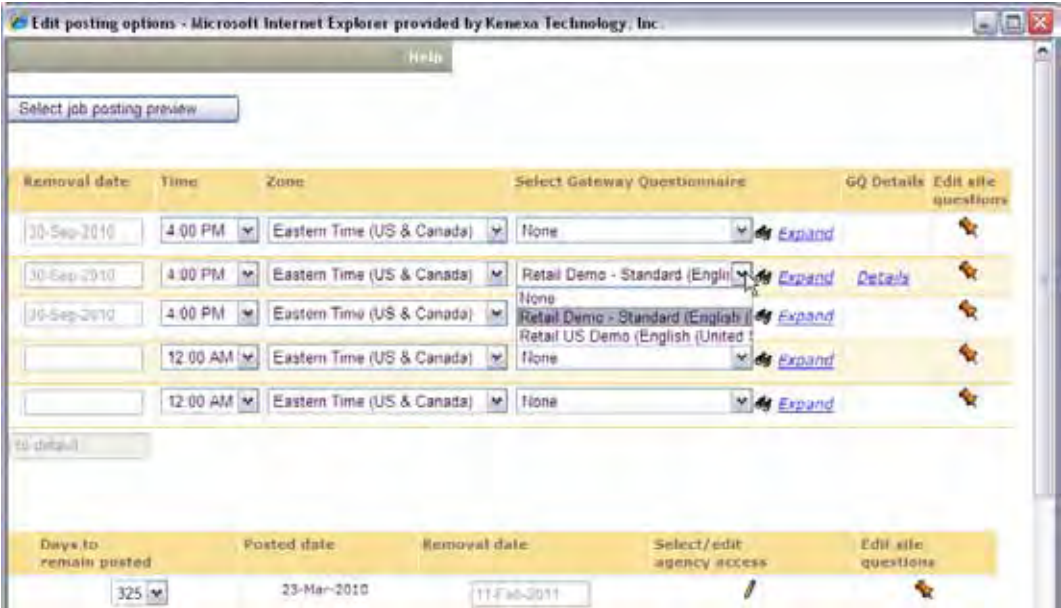 Edit posting options - Microsoft Internet Explorer provided by Kenexa Technology, Inc.
Help
Select job posting preview
Removal date Time Zone Select Gateway Questionnaire GQ Details Edit site questions
30-Sep-2010 4:00 PM Eastern Time (US & Canada) None Expand
30-Sep-2010 4:00 PM Eastern Time (US & Canada) Retail Demo - Standard (Englis Expand Details
None
30-Sep-2010 4:00 PM Eastern Time (US & Canada) Retail Demo - Standard (English ( Expand
Retail US Demo (English (United S
12:00 AM Eastern Time (US & Canada) None Expand
12:00 AM Eastern Time (US & Canada) None Expand
to default
Days to remain posted Posted date Removal date Select/edit agency access Edit site questions
325 23-Mar-2010 11-Feb-2011